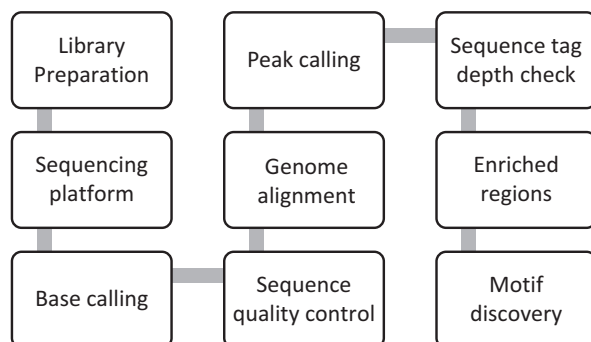 Library
Preparation
Sequencing
platform
Base calling
Sequence
quality control
Genome
alignment
Peak calling
Sequence tag
depth check
Enriched
regions
Motif
discovery